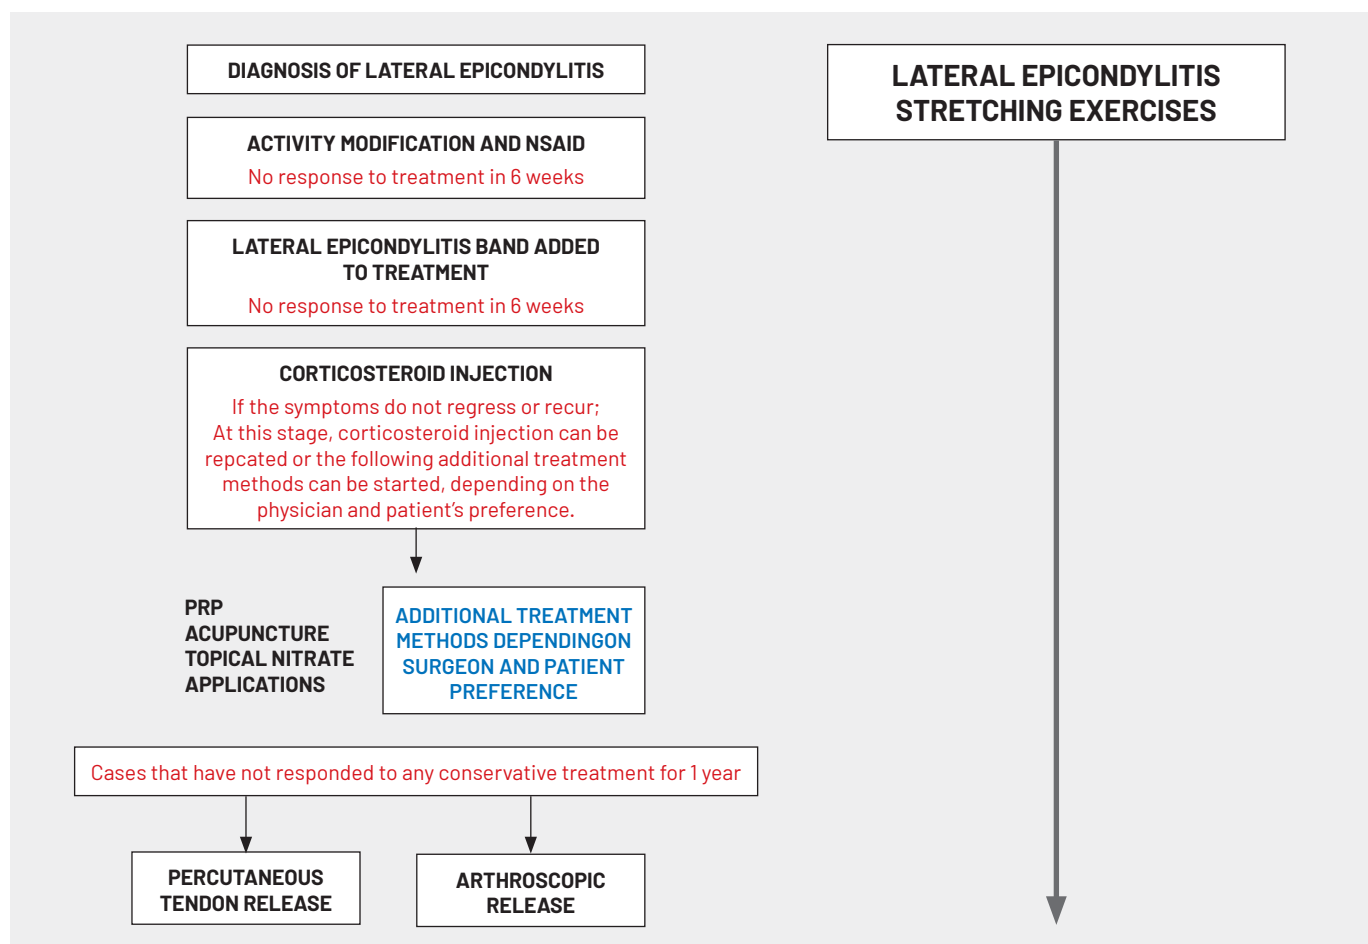 DIAGNOSIS OF LATERAL EPICONDYLITIS
ACTIVITY MODIFICATION AND NSAID
No response to treatment in 6 weeks
LATERAL EPICONDYLITIS BAND ADDED
TO TREATMENT
No response to treatment in 6 weeks
CORTICOSTEROID INJECTION
If the symptoms do not regress or recur;
At this stage, corticosteroid injection can be
repcated or the following additional treatment
methods can be started, depending on the
physician and patient’s preference.
PRP
ACUPUNCTURE
TOPICAL NITRATE
APPLICATIONS
ADDITIONAL TREATMENT
METHODS DEPENDINGON
SURGEON AND PATIENT
PREFERENCE
Cases that have not responded to any conservative treatment for 1 year
PERCUTANEOUS
TENDON RELEASE
ARTHROSCOPIC
RELEASE
LATERAL EPICONDYLITIS
STRETCHING EXERCISES